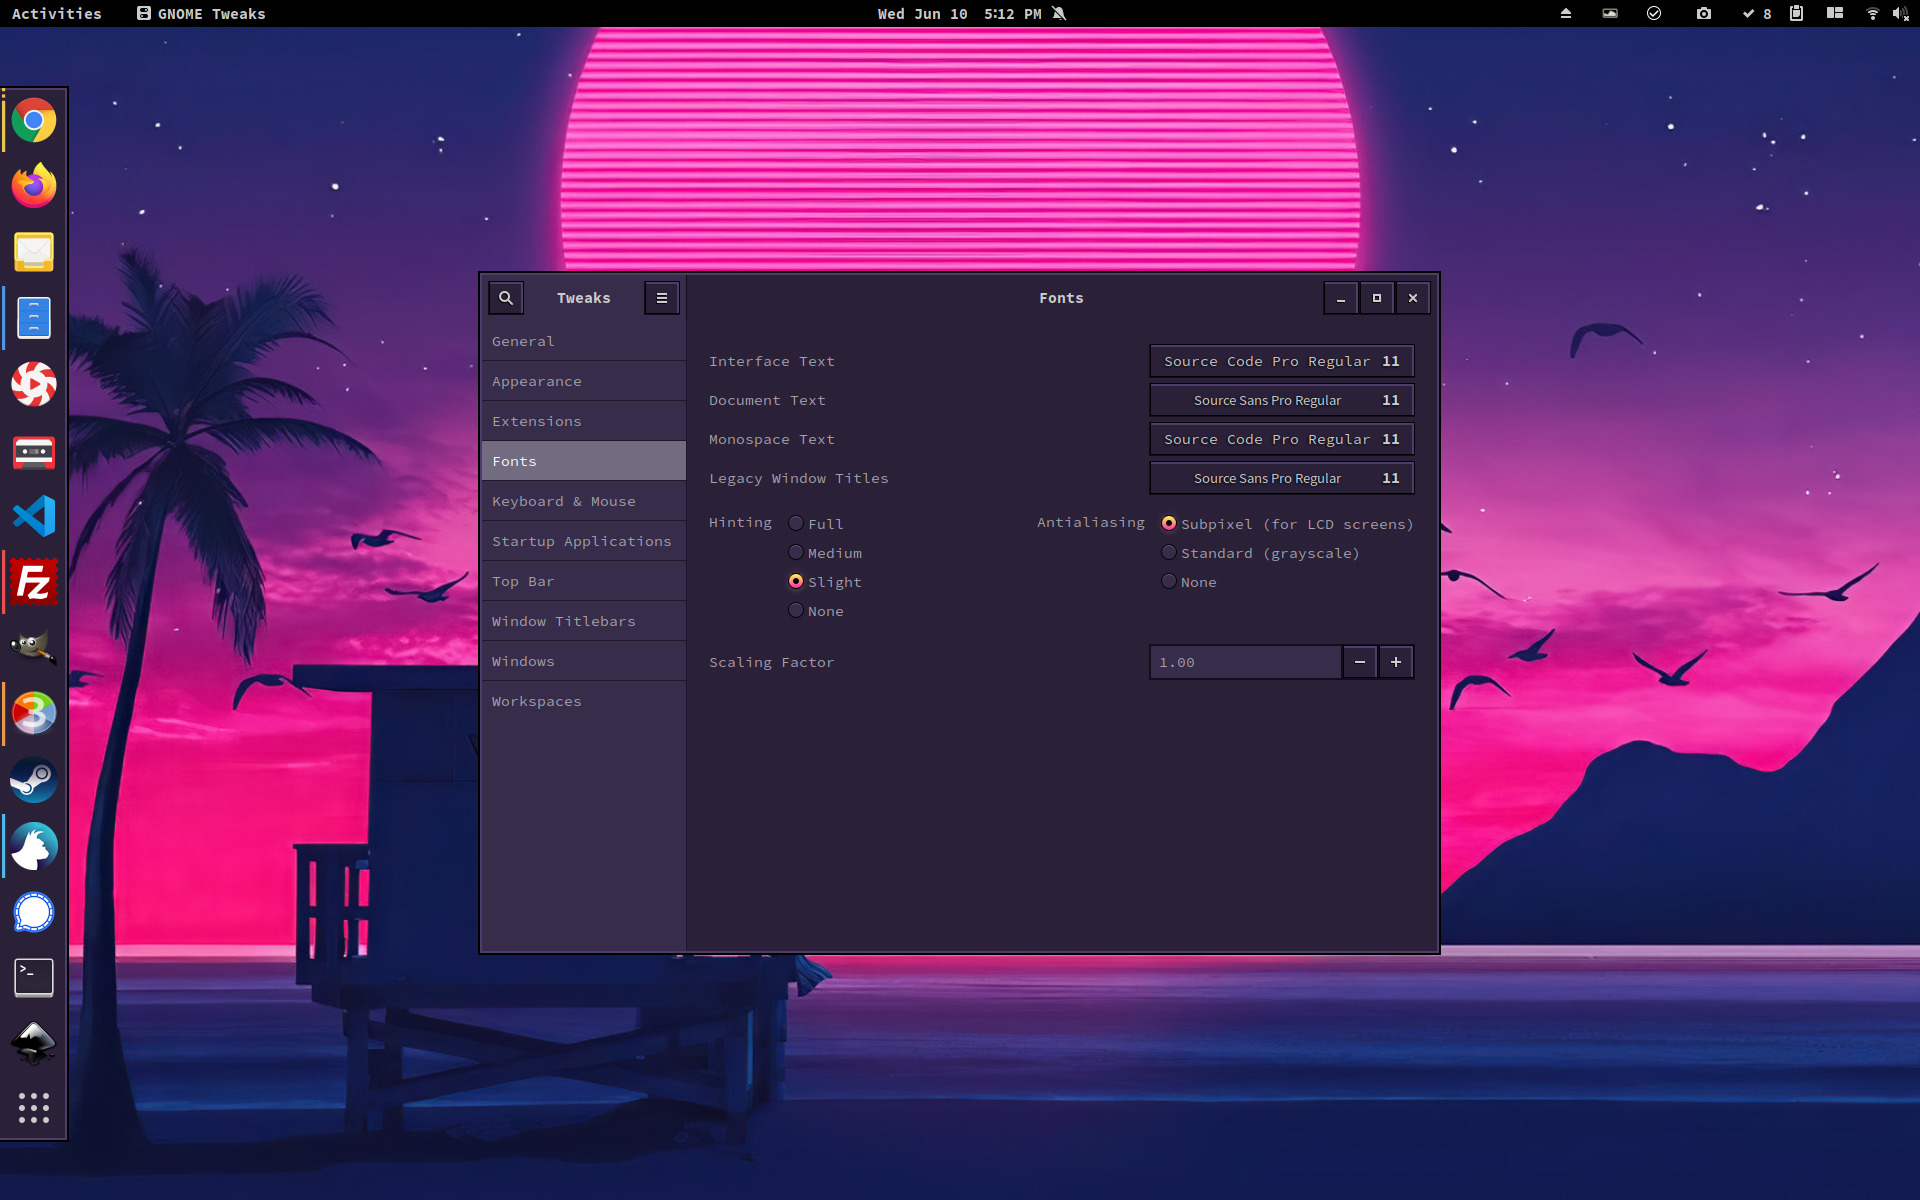 Activities GNOME Tweaks Wed Jun 10 5:12 PM 8
Tweaks Fonts
General
Appearance
Extensions
Fonts
Keyboard & Mouse
Startup Applications
Top Bar
Window Titlebars
Windows
Workspaces
Interface Text Source Code Pro Regular 11
Document Text Source Sans Pro Regular 11
Monospace Text Source Code Pro Regular 11
Legacy Window Titles Source Sans Pro Regular 11
Hinting Full Antialiasing Subpixel (for LCD screens)
Medium Standard (grayscale)
Slight None
None
Scaling Factor 1.00 − +
Fz
3
>_